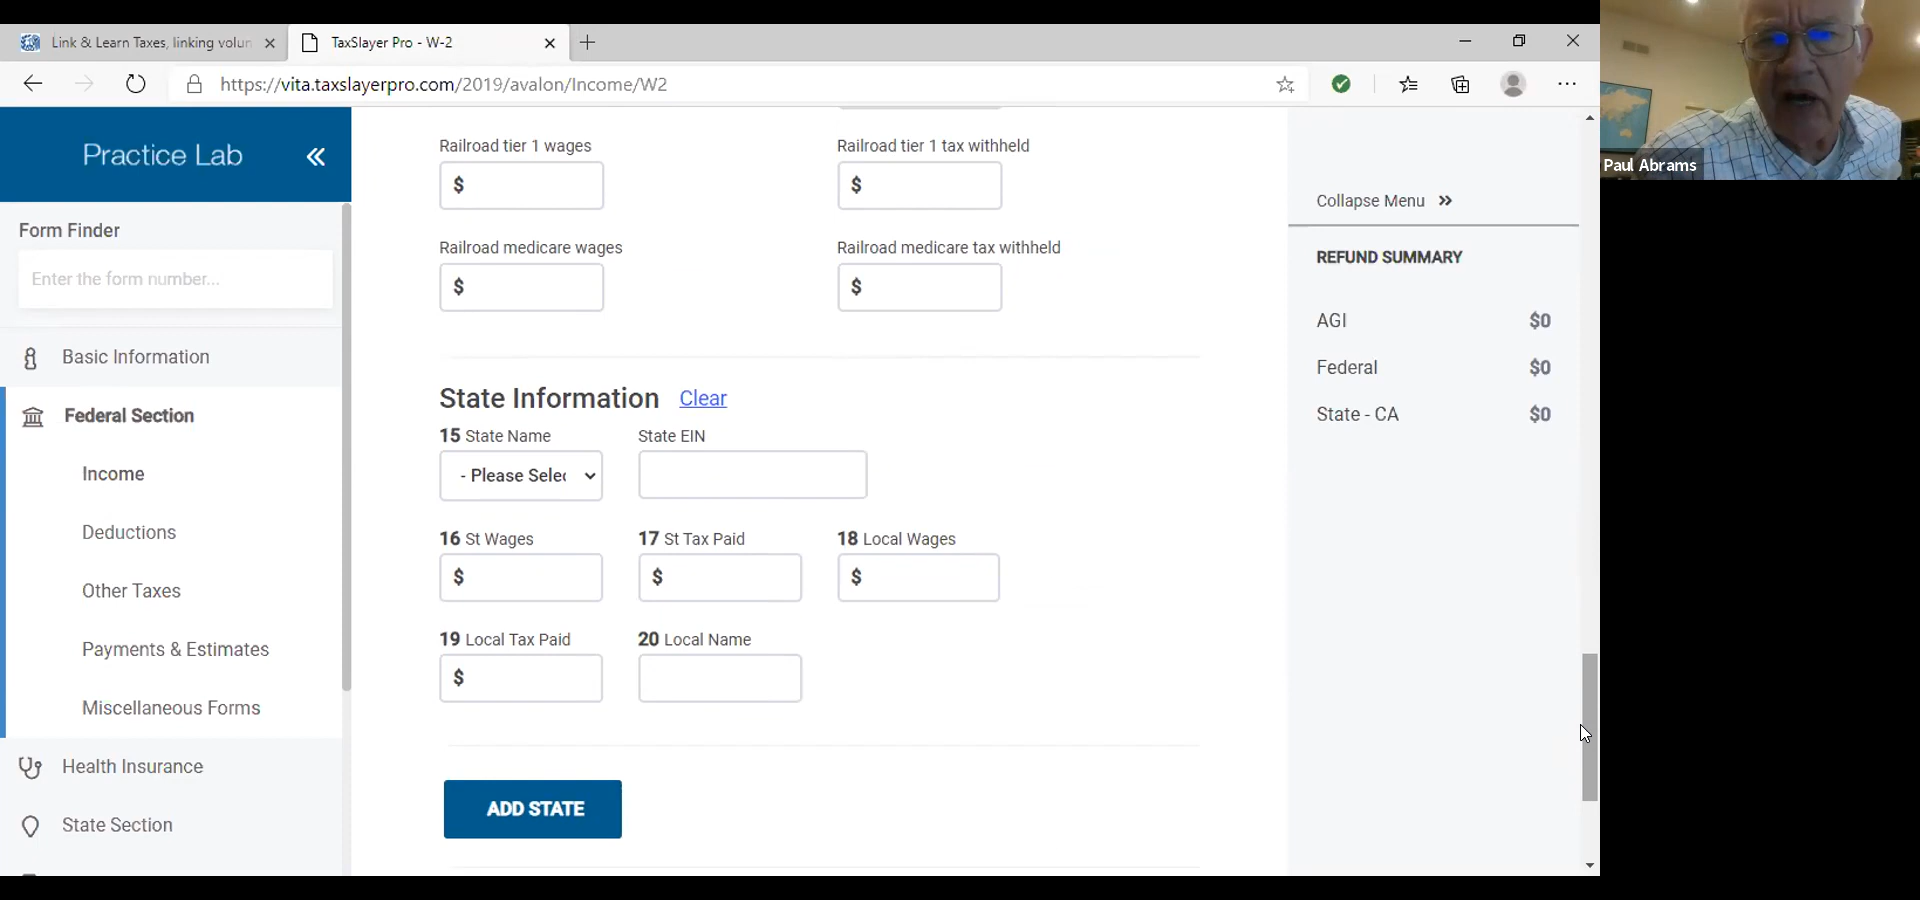 Link & Learn Taxes, linking volun
TaxSlayer Pro - W-2
https://vita.taxslayerpro.com/2019/avalon/Income/W2
Practice Lab
Form Finder
Enter the form number...
Basic Information
Federal Section
Income
Deductions
Other Taxes
Payments & Estimates
Miscellaneous Forms
Health Insurance
State Section
Railroad tier 1 wages
Railroad tier 1 tax withheld
$
$
Railroad medicare wages
Railroad medicare tax withheld
$
$
State Information Clear
15 State Name
State EIN
- Please Selec
16 St Wages
17 St Tax Paid
18 Local Wages
$
$
$
19 Local Tax Paid
20 Local Name
$
ADD STATE
Collapse Menu
REFUND SUMMARY
AGI $0
Federal $0
State - CA $0
Paul Abrams